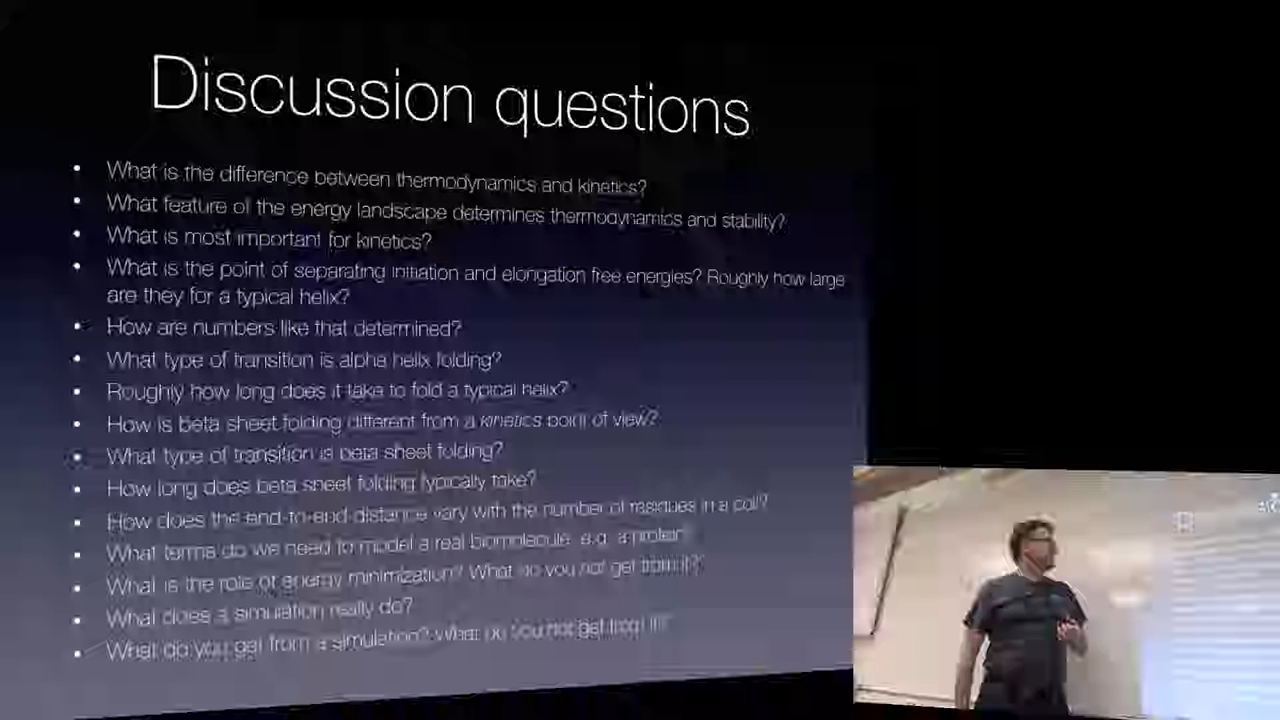 Discussion questions
• What is the difference between thermodynamics and kinetics?
• What feature of the energy landscape determines thermodynamics and stability?
• What is most important for kinetics?
• What is the point of separating initiation and elongation free energies? Roughly how large
are they for a typical helix?
• How are numbers like that determined?
• What type of transition is alpha helix folding?
• Roughly how long does it take to fold a typical helix?
• How is beta sheet folding different from a kinetics point of view?
• What type of transition is beta sheet folding?
• How long does beta sheet folding typically take?
• How does the end-to-end-distance vary with the number of residues in a coil?
• What terms do we need to model a real biomolecule, e.g. a protein?
• What is the role of energy minimization? What do you not get from it?
• What does a simulation really do?
• What do you get from a simulation? What do you not get from it?